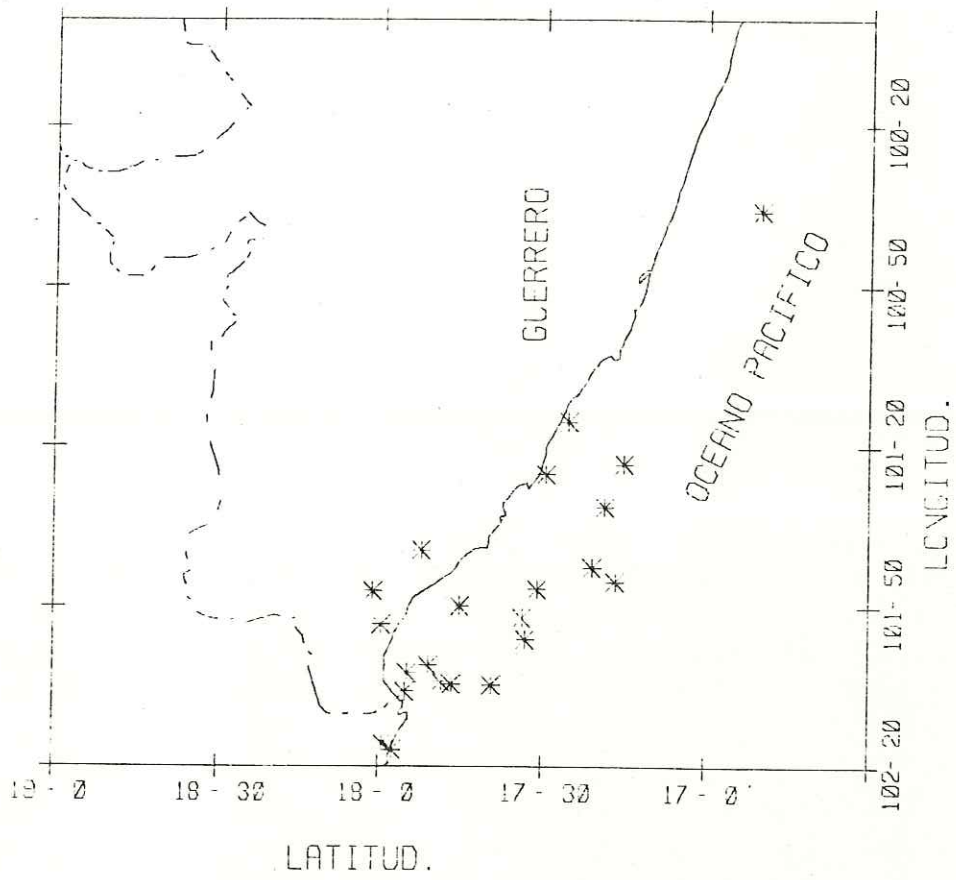 GUERRERO
OCEANO PACIFICO
100- 20
100- 50
101- 20
101- 50
102- 20
LONGITUD.
19- 0
18- 30
18- 0
17- 30
17- 0
LATITUD.